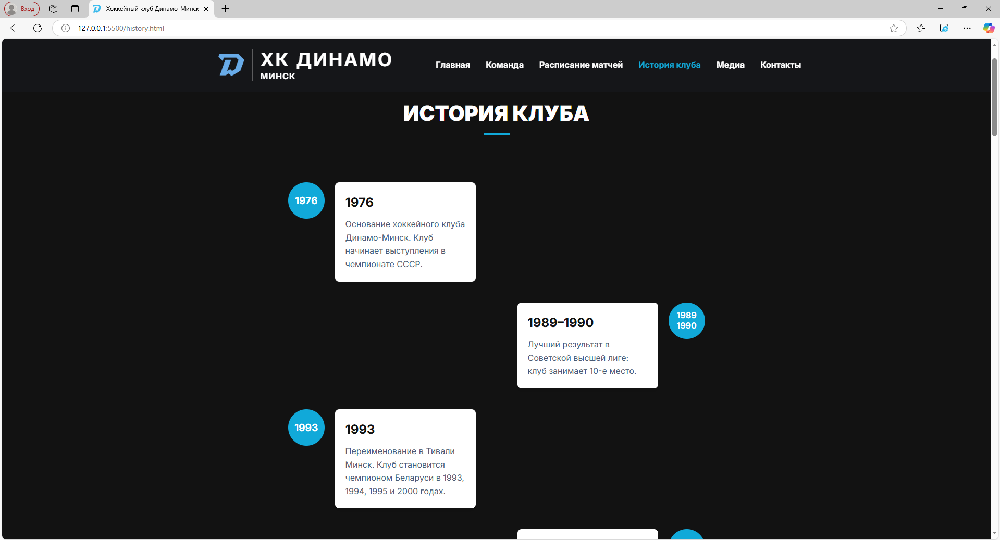 Вход
Хоккейный клуб Динамо-Минск
127.0.0.1:5500/history.html
ХК ДИНАМО
МИНСК
Главная
Команда
Расписание матчей
История клуба
Медиа
Контакты
ИСТОРИЯ КЛУБА
1976
1976
Основание хоккейного клуба
Динамо-Минск. Клуб
начинает выступления в
чемпионате СССР.
1989–1990
Лучший результат в
Советской высшей лиге:
клуб занимает 10-е место.
1989
1990
1993
1993
Переименование в Тивали
Минск. Клуб становится
чемпионом Беларуси в 1993,
1994, 1995 и 2000 годах.